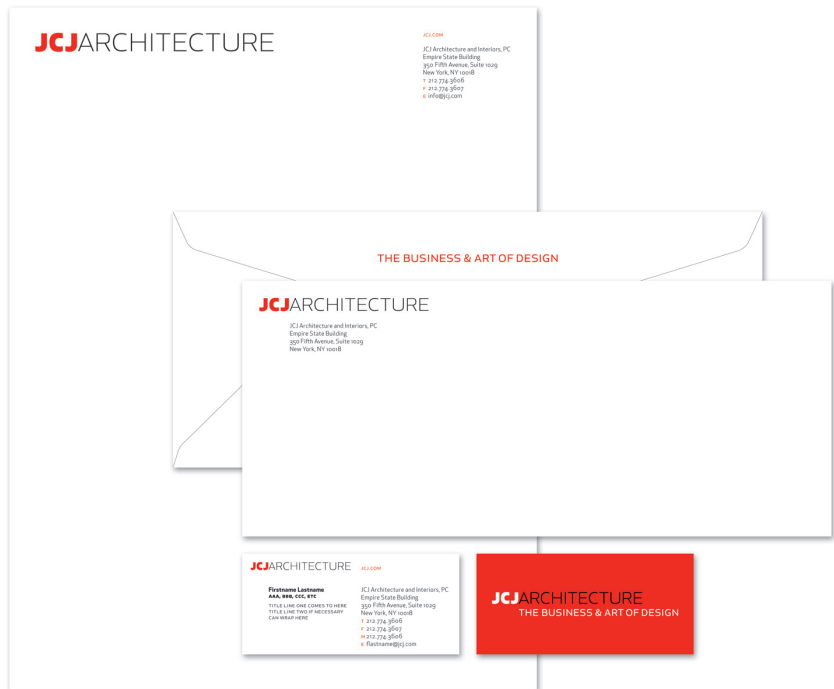 JCJARCHITECTURE
JCJ.COM
JCJ Architecture and Interiors, PC
Empire State Building
350 Fifth Avenue, Suite 1029
New York, NY 10018
T 212.774.3606
F 212.774.3607
E info@jcj.com
THE BUSINESS & ART OF DESIGN
JCJARCHITECTURE
JCJ Architecture and Interiors, PC
Empire State Building
350 Fifth Avenue, Suite 1029
New York, NY 10018
JCJARCHITECTURE
JCJ.COM
Firstname Lastname
AAA, BBB, CCC, ETC
TITLE LINE ONE COMES TO HERE
TITLE LINE TWO IF NECESSARY
CAN WRAP HERE
JCJ Architecture and Interiors, PC
Empire State Building
350 Fifth Avenue, Suite 1029
New York, NY 10018
T 212.774.3606
F 212.774.3607
M 212.774.3606
E flastname@jcj.com
JCJARCHITECTURE
THE BUSINESS & ART OF DESIGN